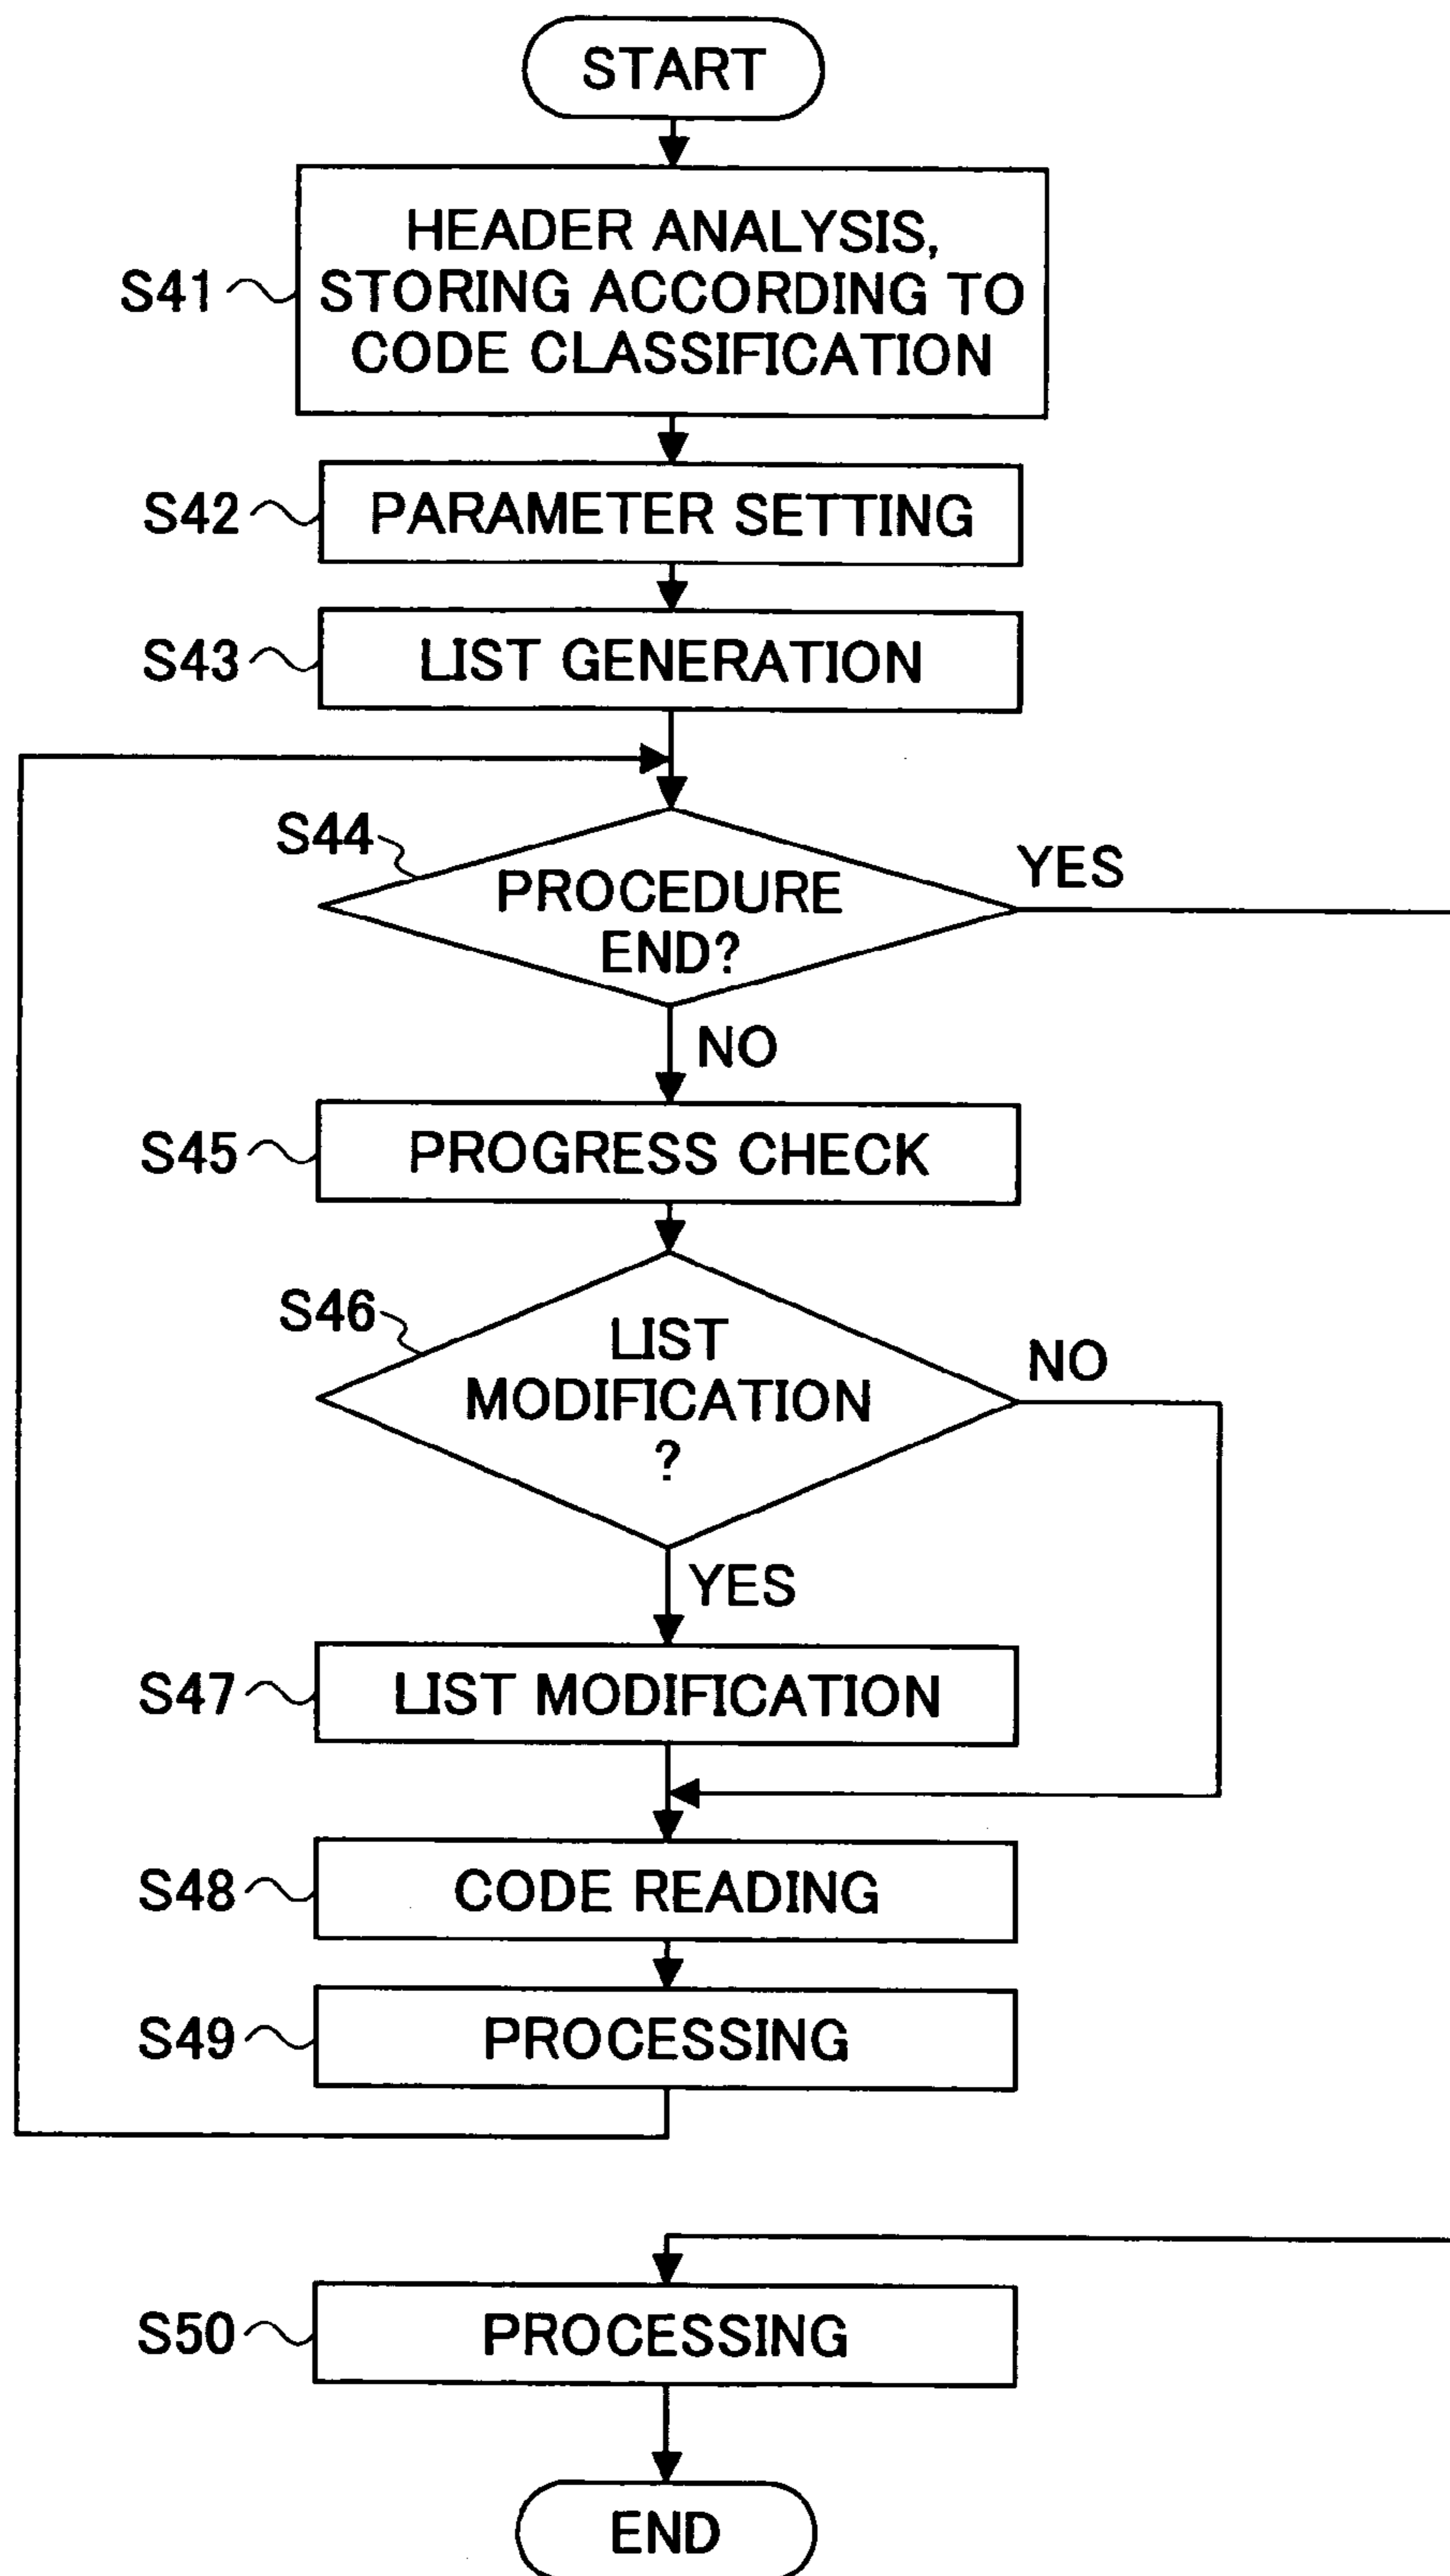 START
HEADER ANALYSIS,
S41 STORING ACCORDING TO
CODE CLASSIFICATION
S42 PARAMETER SETTING
S43 LIST GENERATION
S44
PROCEDURE
END?
YES
NO
S45 PROGRESS CHECK
S46
LIST
MODIFICATION
?
NO
YES
S47 LIST MODIFICATION
S48 CODE READING
S49 PROCESSING
S50 PROCESSING
END